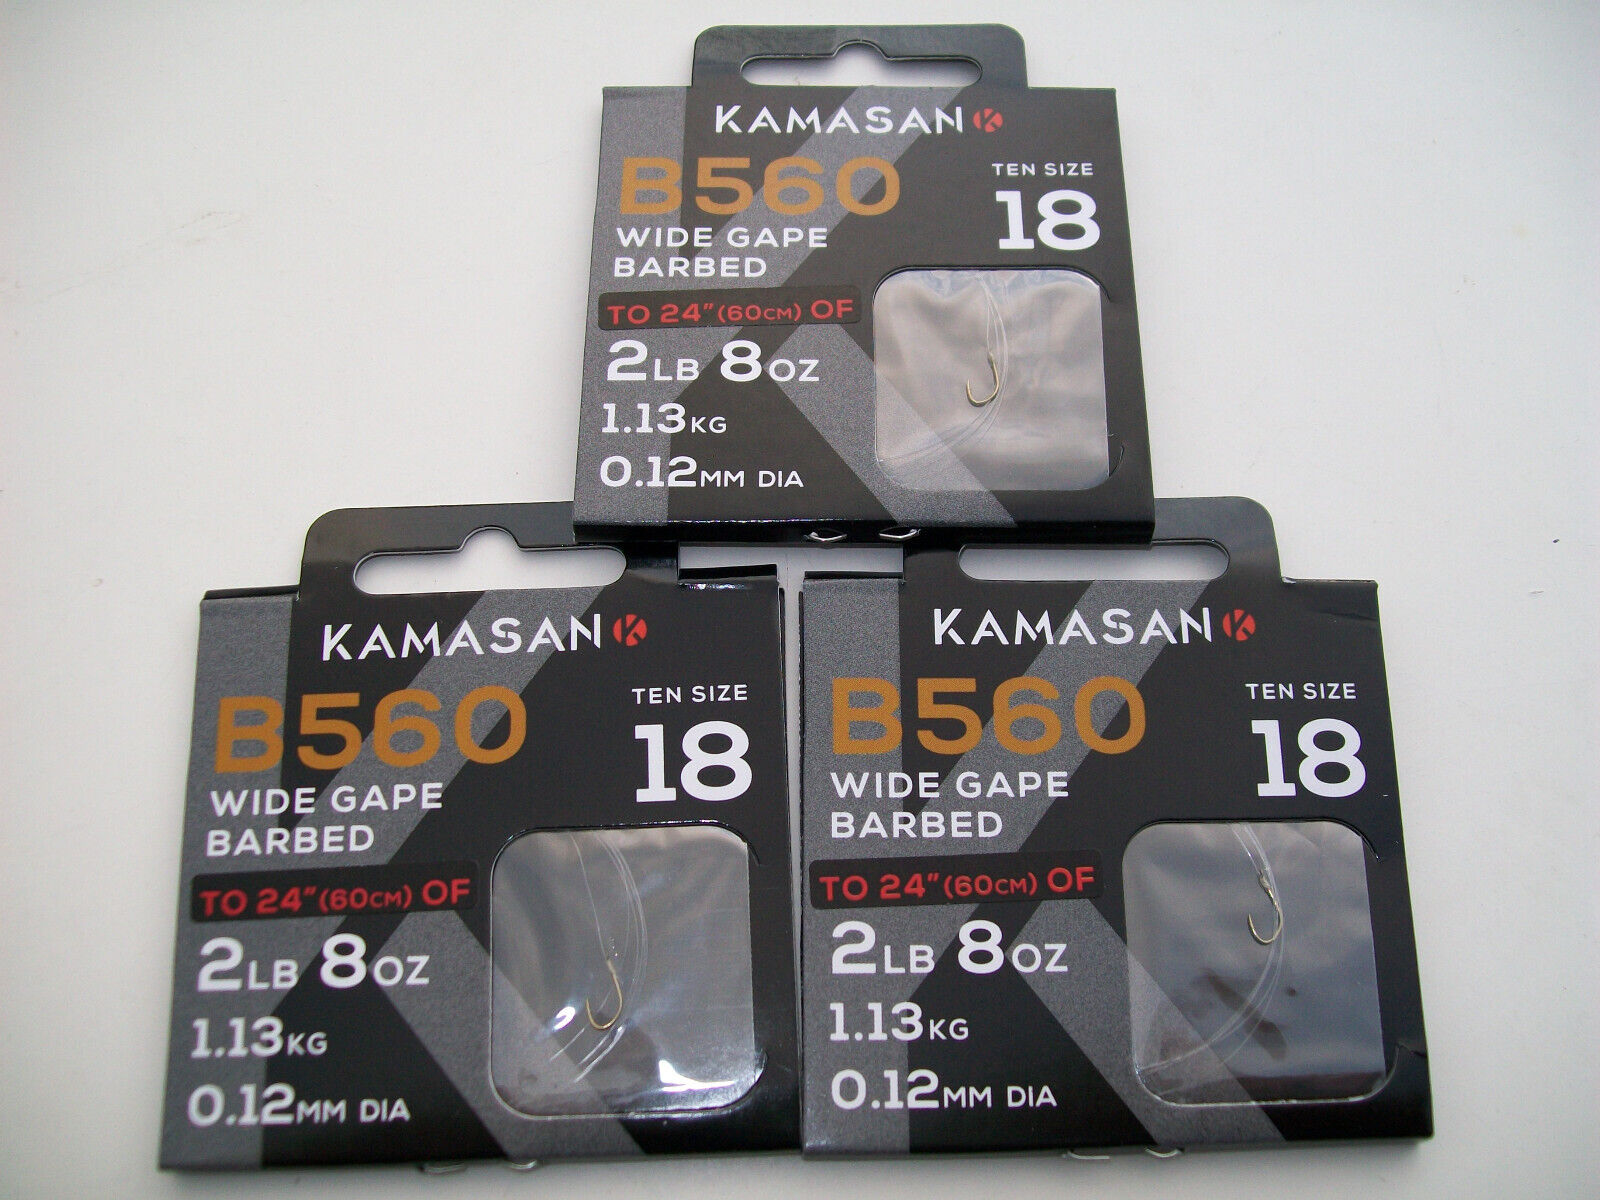 KAMASAN K
B560
TEN SIZE
18
WIDE GAPE
BARBED
TO 24" (60CM) OF
2LB 8OZ
1.13KG
0.12MM DIA
KAMASAN K
B560
TEN SIZE
18
WIDE GAPE
BARBED
TO 24" (60CM) OF
2LB 8OZ
1.13KG
0.12MM DIA
KAMASAN K
B560
TEN SIZE
18
WIDE GAPE
BARBED
TO 24" (60CM) OF
2LB 8OZ
1.13KG
0.12MM DIA